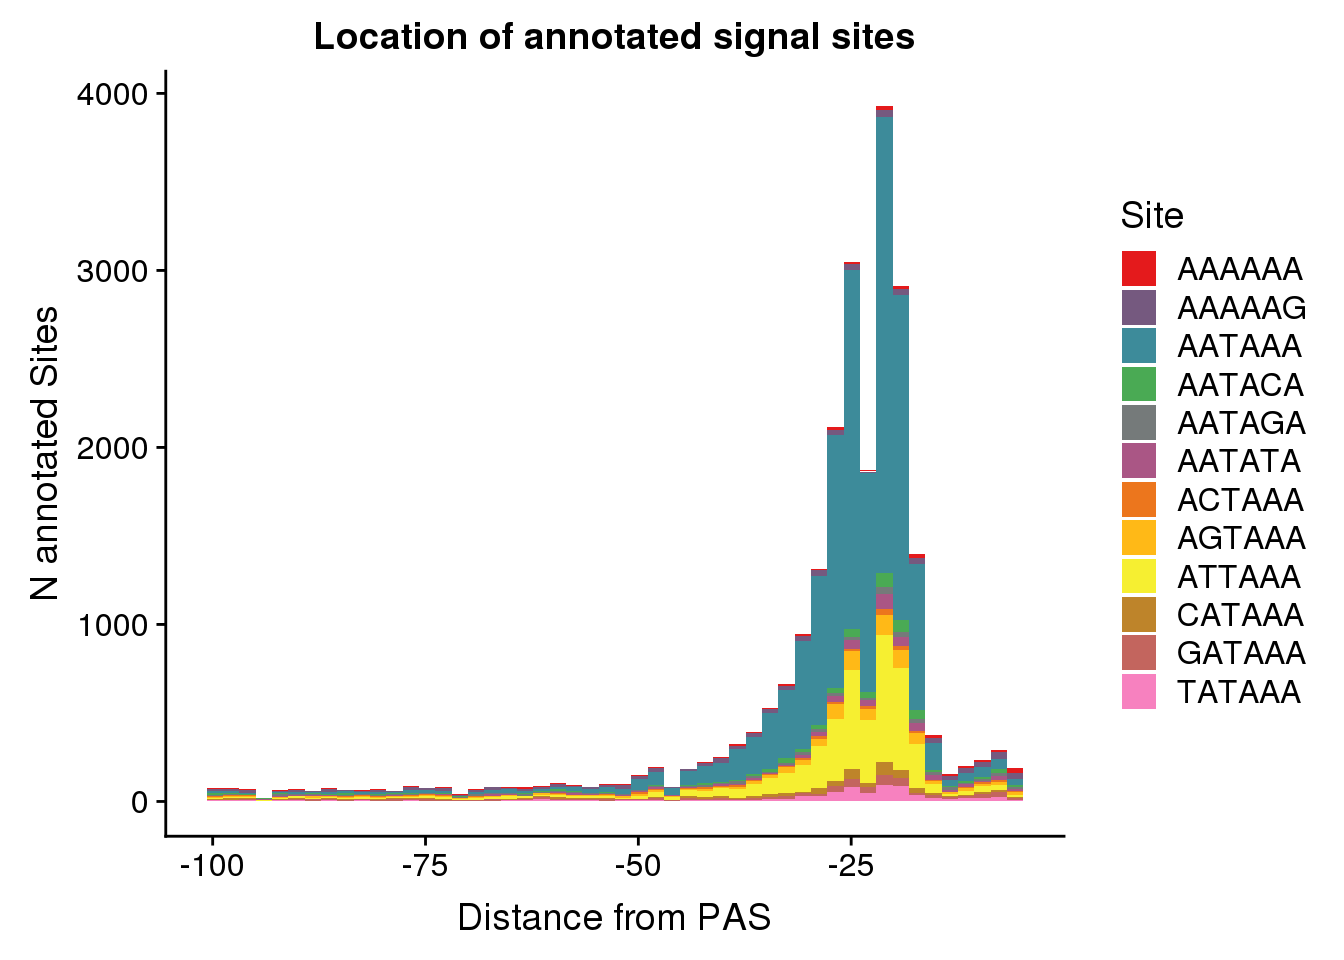 Location of annotated signal sites
N annotated Sites
4000
3000
2000
1000
0
-100
-75
-50
-25
Distance from PAS
Site
AAAAAA
AAAAAG
AATAAA
AATACA
AATAGA
AATATA
ACTAAA
AGTAAA
ATTAAA
CATAAA
GATAAA
TATAAA